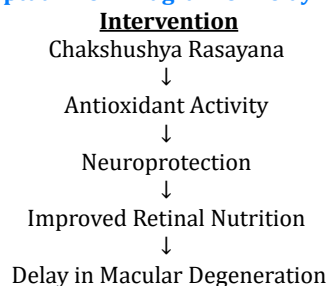 Intervention
Chakshushya Rasayana
↓
Antioxidant Activity
↓
Neuroprotection
↓
Improved Retinal Nutrition
↓
Delay in Macular Degeneration